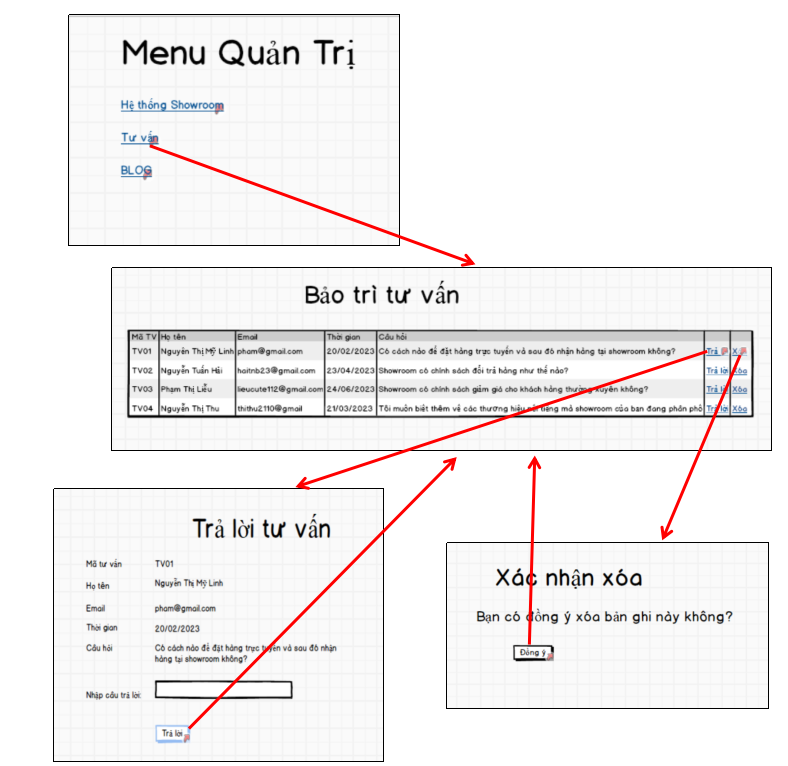 Menu Quản Trị
Hệ thống Showroom
Tư vấn
BLOG
Bảo trì tư vấn
Mã TV Họ tên Email Thời gian Câu hỏi
TV01 Nguyễn Thị Mỹ Linh pham@gmail.com 20/02/2023 Có cách nào để đặt hàng trực tuyến và sau đó nhận hàng tại showroom không? Trả
TV02 Nguyễn Tuấn Hải hoitnb23@gmail.com 23/04/2023 Showroom có chính sách đổi trả hàng như thế nào? Trả lời Xóa
TV03 Phạm Thị Liễu lieucute112@gmail.com 24/06/2023 Showroom có chính sách giảm giá cho khách hàng thường xuyên không? Trả lời Xóa
TV04 Nguyễn Thị Thu thithu2110@gmail 21/03/2023 Tôi muốn biết thêm về các thương hiệu nổi tiếng mà showroom của bạn đang phân phố Trả lời Xóa
Trả lời tư vấn
Mã tư vấn TV01
Họ tên Nguyễn Thị Mỹ Linh
Email pham@gmail.com
Thời gian 20/02/2023
Câu hỏi Có cách nào để đặt hàng trực tuyến và sau đó nhận
hàng tại showroom không?
Nhập câu trả lời:
Trả lời
Xác nhận xóa
Bạn có đồng ý xóa bản ghi này không?
Đồng ý